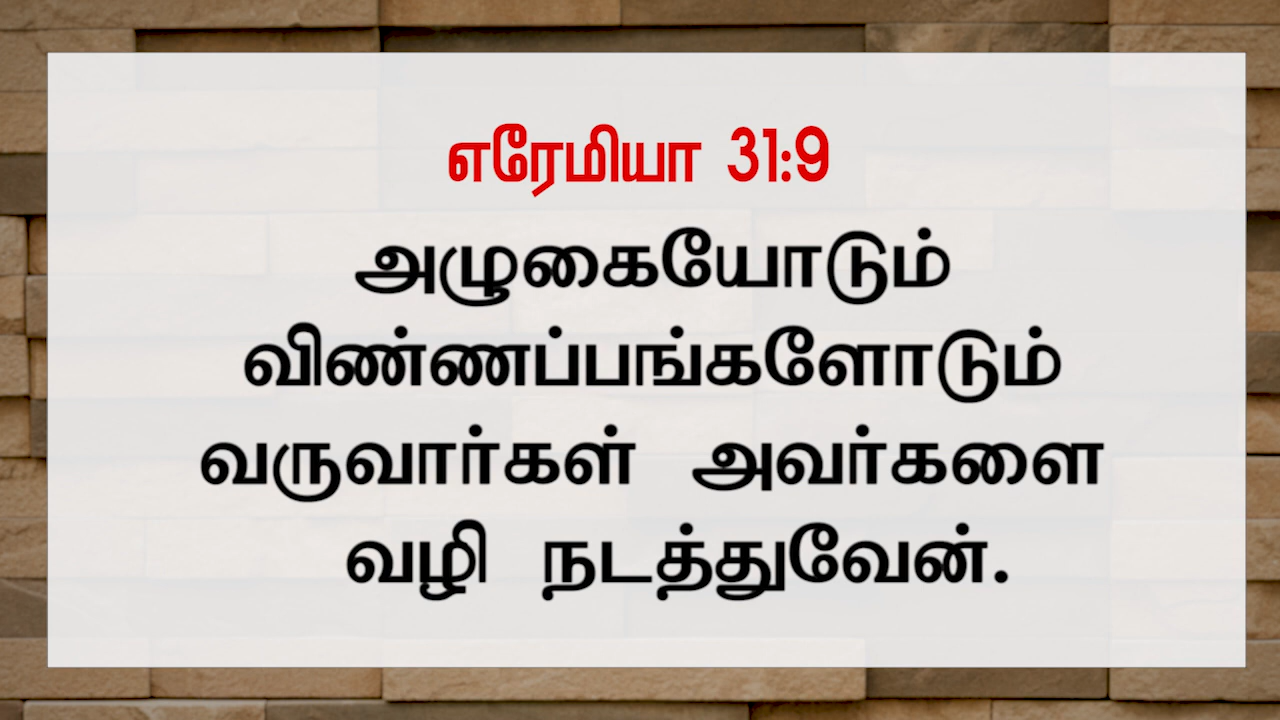 எரேமியா 31:9
அழுகையோடும்
விண்ணப்பங்களோடும்
வருவார்கள் அவர்களை
வழி நடத்துவேன்.